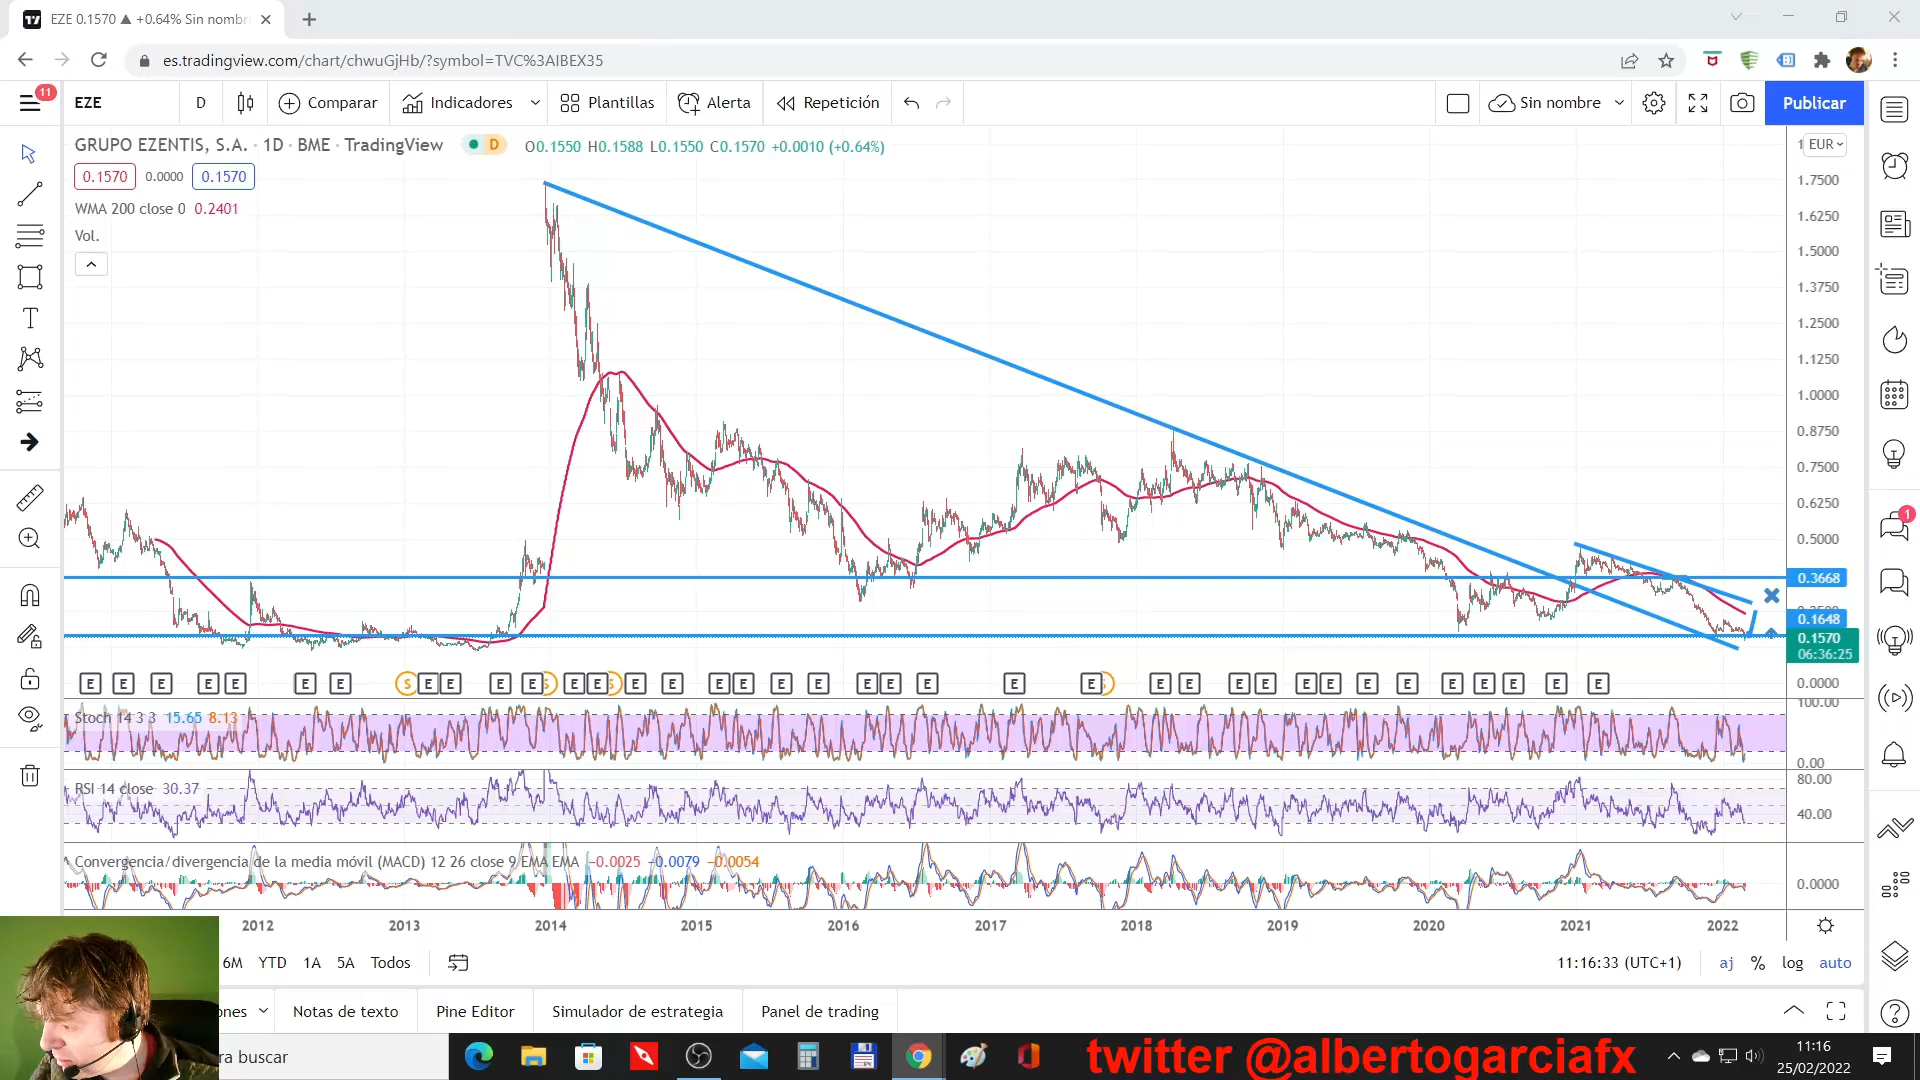 EZE 0.1570 ▲ +0.64% Sin nombr
es.tradingview.com/chart/chwuGjHb/?symbol=TVC%3AIBEX35
11
EZE
D
Comparar
Indicadores
Plantillas
Alerta
Repetición
Sin nombre
Publicar
GRUPO EZENTIS, S.A. · 1D · BME · TradingView
D
O0.1550 H0.1588 L0.1550 C0.1570 +0.0010 (+0.64%)
EUR
0.1570 0.0000 0.1570
WMA 200 close 0 0.2401
Vol.
1.7500
1.6250
1.5000
1.3750
1.2500
1.1250
1.0000
0.8750
0.7500
0.6250
0.5000
0.3668
0.1648
0.1570
06:36:25
0.0000
E E E E E E E S E E E E E E E E E E E E E E E E E E E E E E E E E E E E E E E E
1
Stoch 14 3 3 15.65 8.13
100.00
0.00
RSI 14 close 30.37
80.00
40.00
Convergencia/divergencia de la media móvil (MACD) 12 26 close 9 EMA EMA −0.0025 −0.0079 −0.0054
0.0000
2012 2013 2014 2015 2016 2017 2018 2019 2020 2021 2022
6M YTD 1A 5A Todos
11:16:33 (UTC+1)
aj % log auto
ones
Notas de texto
Pine Editor
Simulador de estrategia
Panel de trading
ra buscar
twitter @albertogarciafx
11:16
25/02/2022